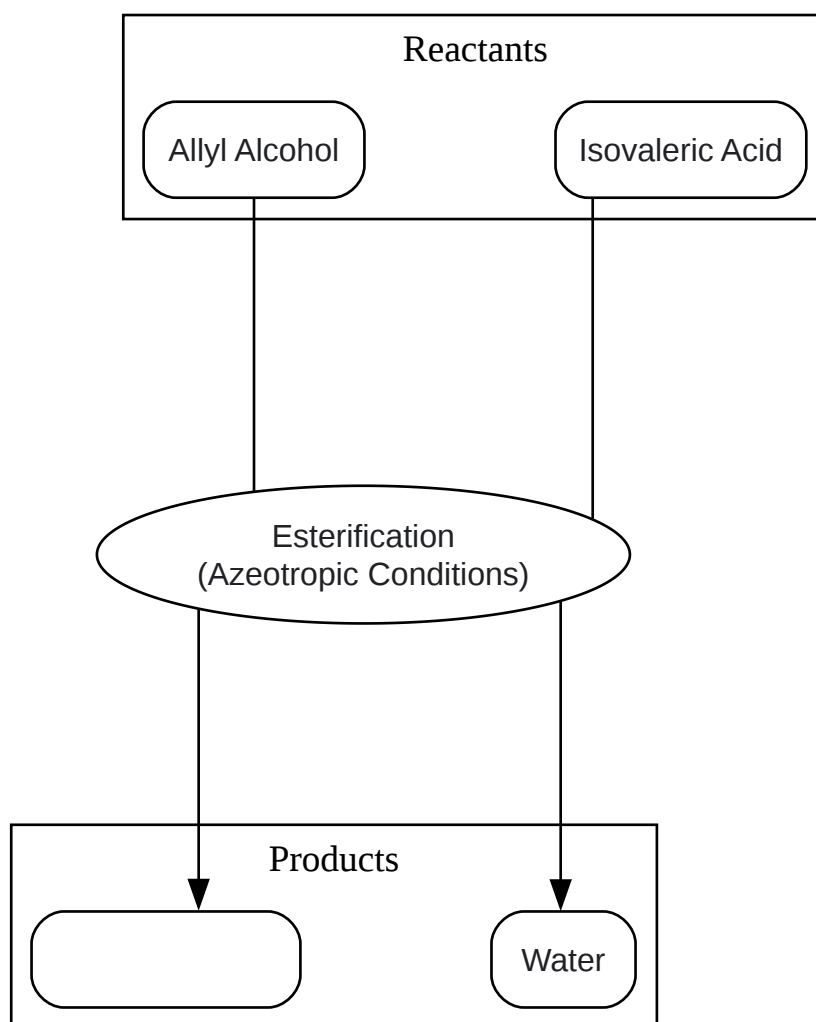 Reactants
Allyl Alcohol
Isovaleric Acid
Esterification
(Azeotropic Conditions)
Products
Water